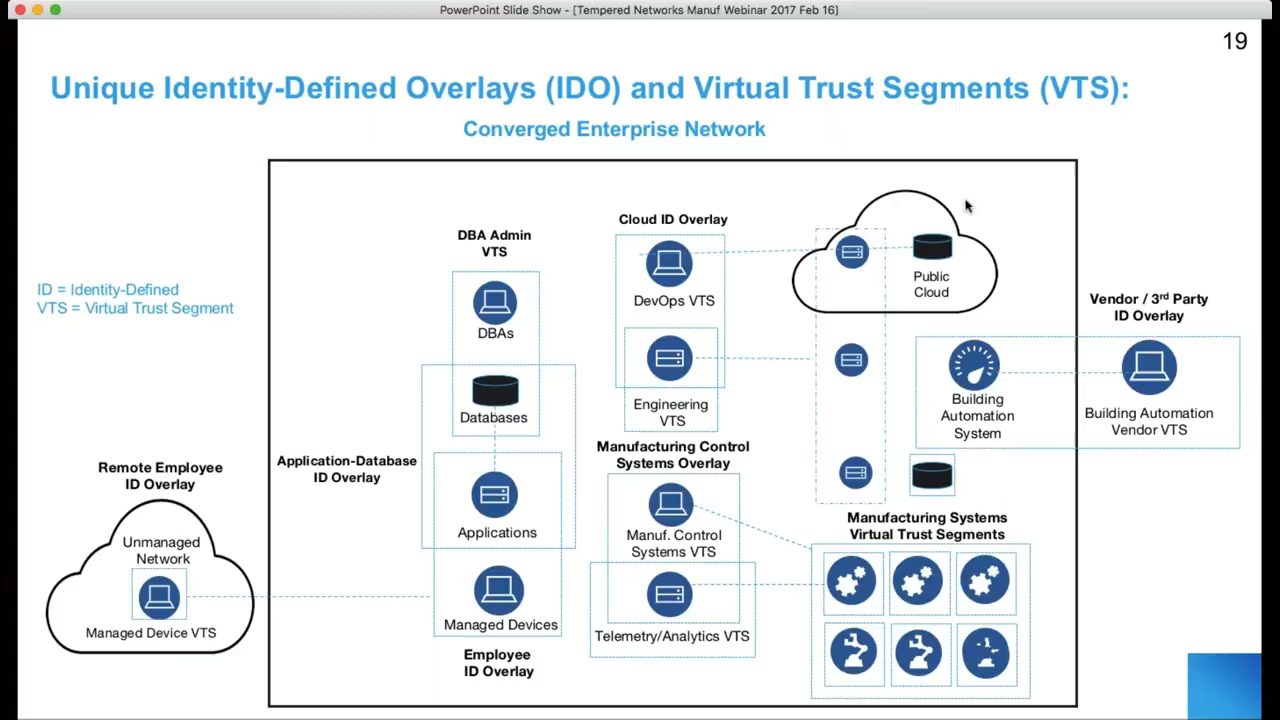 PowerPoint Slide Show - [Tempered Networks Manuf Webinar 2017 Feb 16]
19
Unique Identity-Defined Overlays (IDO) and Virtual Trust Segments (VTS):
Converged Enterprise Network
ID = Identity-Defined
VTS = Virtual Trust Segment
Remote Employee
ID Overlay
Unmanaged
Network
Managed Device VTS
DBA Admin
VTS
DBAs
Databases
Application-Database
ID Overlay
Applications
Managed Devices
Employee
ID Overlay
Cloud ID Overlay
DevOps VTS
Engineering
VTS
Manufacturing Control
Systems Overlay
Manuf. Control
Systems VTS
Telemetry/Analytics VTS
Public
Cloud
Building
Automation
System
Manufacturing Systems
Virtual Trust Segments
Vendor / 3rd Party
ID Overlay
Building Automation
Vendor VTS